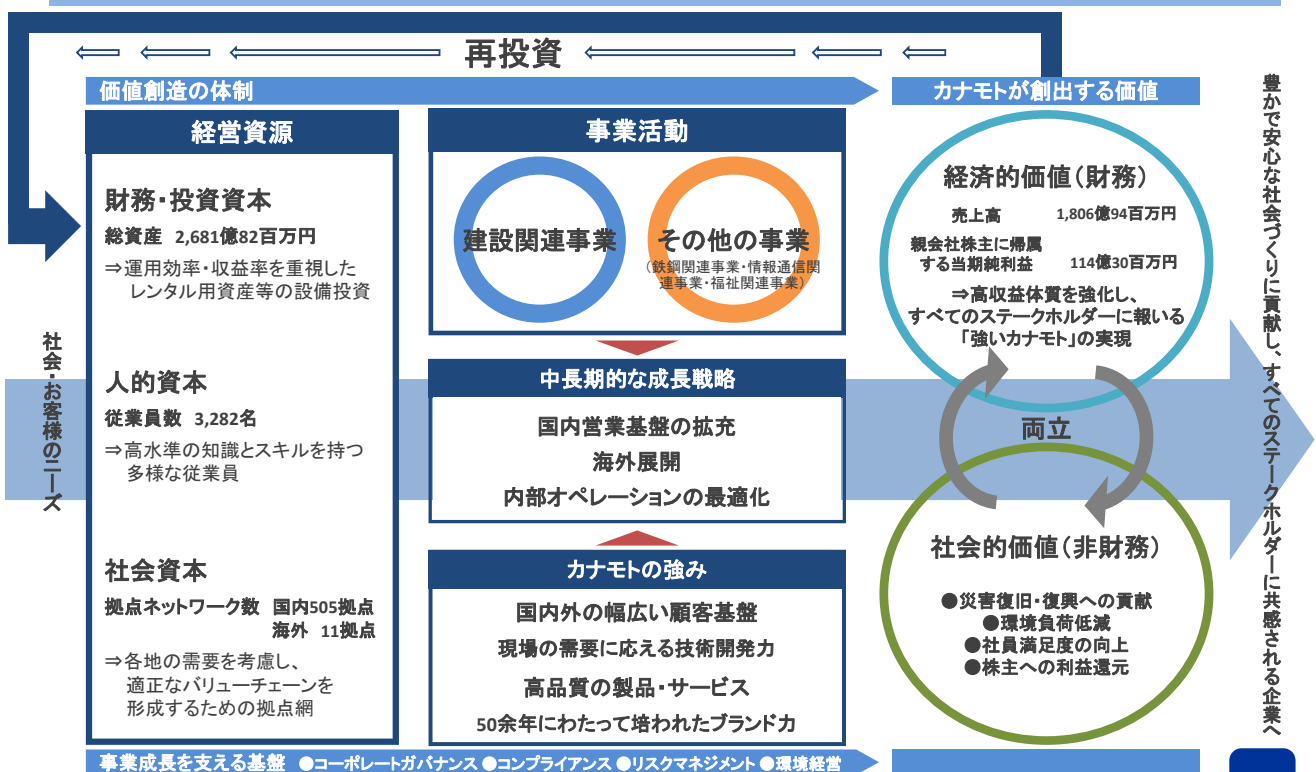 再投資
価値創造の体制
カナモトが創出する価値
社会・お客様のニーズ
経営資源
財務・投資資本
総資産 2,681億82百万円
⇒運用効率・収益率を重視した
レンタル用資産等の設備投資
人的資本
従業員数 3,282名
⇒高水準の知識とスキルを持つ
多様な従業員
社会資本
拠点ネットワーク数 国内505拠点
海外 11拠点
⇒各地の需要を考慮し、
適正なバリューチェーンを
形成するための拠点網
事業活動
建設関連事業
その他の事業
(鉄鋼関連事業・情報通信関
連事業・福祉関連事業)
中長期的な成長戦略
国内営業基盤の拡充
海外展開
内部オペレーションの最適化
カナモトの強み
国内外の幅広い顧客基盤
現場の需要に応える技術開発力
高品質の製品・サービス
50余年にわたって培われたブランド力
経済的価値(財務)
売上高 1,806億94百万円
親会社株主に帰属
する当期純利益 114億30百万円
⇒高収益体質を強化し、
すべてのステークホルダーに報いる
「強いカナモト」の実現
両立
社会的価値(非財務)
●災害復旧・復興への貢献
●環境負荷低減
●社員満足度の向上
●株主への利益還元
豊かで安心な社会づくりに貢献し、すべてのステークホルダーに共感される企業へ
事業成長を支える基盤 ●コーポレートガバナンス ●コンプライアンス ●リスクマネジメント ●環境経営